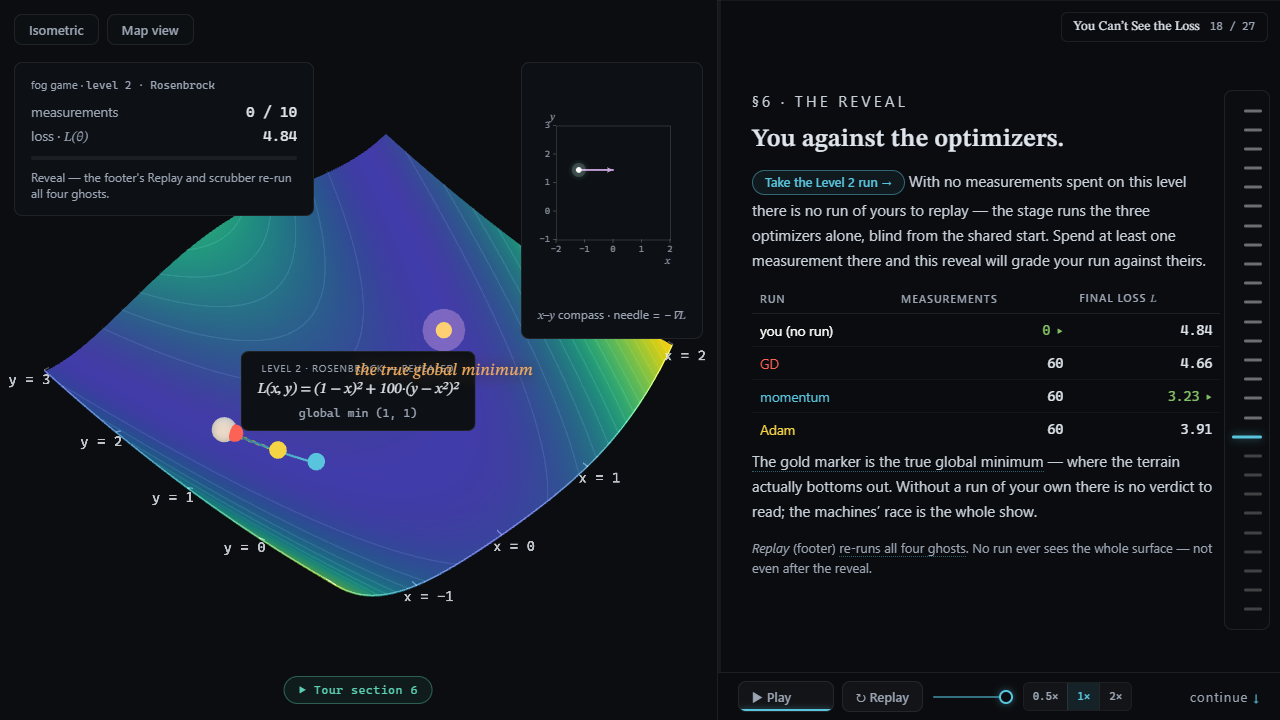 Isometric
Map view
fog game · level 2 · Rosenbrock
measurements 0 / 10
loss · L(θ) 4.84
Reveal — the footer's Replay and scrubber re-run
all four ghosts.
y
3
2
1
0
−1
−2 −1 0 1 2
x
x–y compass · needle = −∇L
x = 2
x = 1
x = 0
x = −1
y = 3
y = 2
y = 1
y = 0
the true global minimum
LEVEL 2 · ROSENBROCK
L(x, y) = (1 − x)² + 100·(y − x²)²
global min (1, 1)
▶ Tour section 6
You Can't See the Loss 18 / 27
§6 · THE REVEAL
You against the optimizers.
Take the Level 2 run → With no measurements spent on this level
there is no run of yours to replay — the stage runs the three
optimizers alone, blind from the shared start. Spend at least one
measurement there and this reveal will grade your run against theirs.
RUN MEASUREMENTS FINAL LOSS L
you (no run) 0 ▸ 4.84
GD 60 4.66
momentum 60 3.23 ▸
Adam 60 3.91
The gold marker is the true global minimum — where the terrain
actually bottoms out. Without a run of your own there is no verdict to
read; the machines' race is the whole show.
Replay (footer) re-runs all four ghosts. No run ever sees the whole surface — not
even after the reveal.
▶ Play
↻ Replay
0.5×
1×
2×
continue ↓